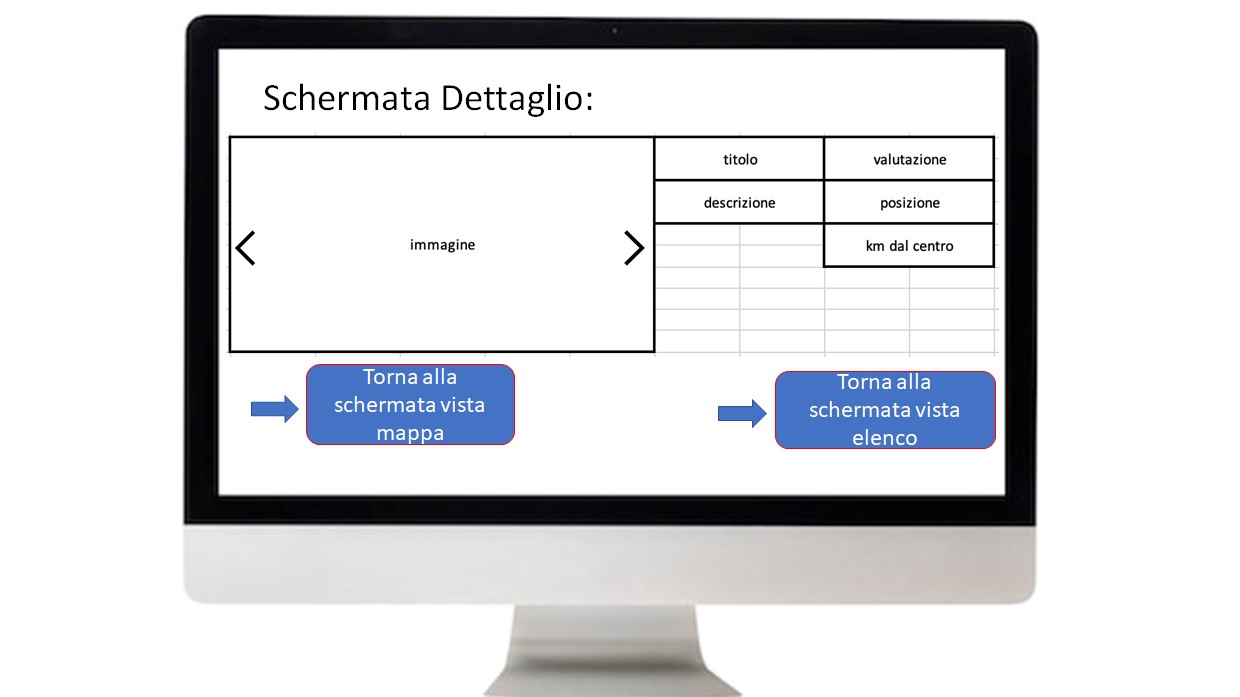 Schermata Dettaglio:
titolo
valutazione
descrizione
posizione
immagine
km dal centro
Torna alla
schermata vista
mappa
Torna alla
schermata vista
elenco